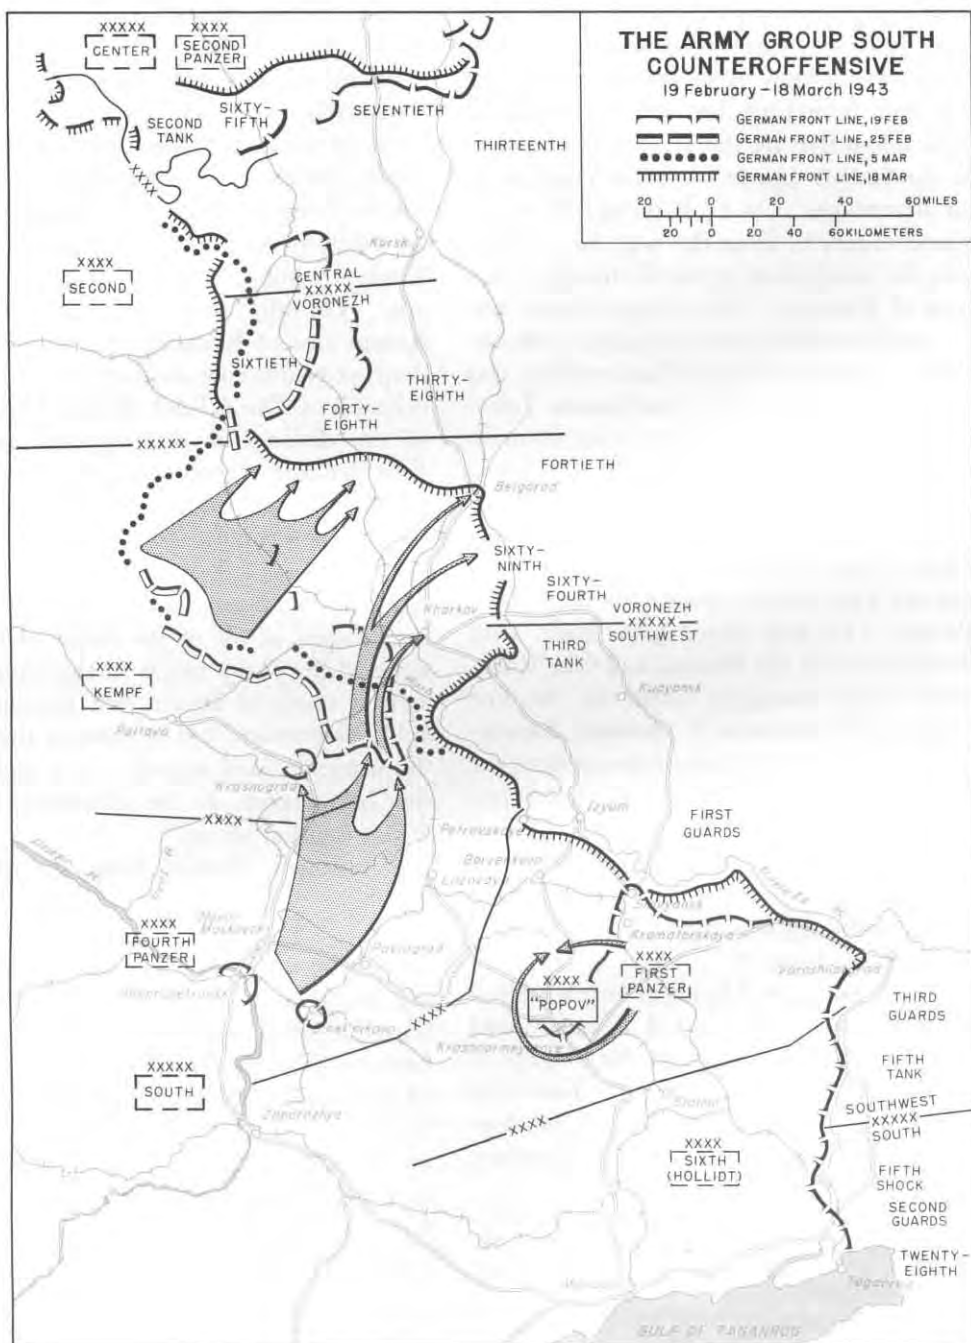 THE ARMY GROUP SOUTH
COUNTEROFFENSIVE
19 February – 18 March 1943
GERMAN FRONT LINE, 19 FEB
GERMAN FRONT LINE, 25 FEB
GERMAN FRONT LINE, 5 MAR
GERMAN FRONT LINE, 18 MAR
20 0 20 40 60 MILES
20 0 20 40 60 KILOMETERS
XXXXX
CENTER
XXXX
SECOND
PANZER
SIXTY-
FIFTH
SEVENTIETH
SECOND
TANK
THIRTEENTH
XXXX
Kursk
XXXX
SECOND
CENTRAL
XXXXX
VORONEZH
SIXTIETH
THIRTY-
EIGHTH
FORTY-
EIGHTH
XXXXX
FORTIETH
Belgorod
SIXTY-
NINTH
SIXTY-
FOURTH
Kharkov
VORONEZH
XXXXX
SOUTHWEST
THIRD
TANK
XXXX
KEMPF
Poltava
Krasnograd
XXXX
Izyum
FIRST
GUARDS
Petrovskoye
Barvenkovo
Lozovaya
Slavyansk
Kramatorskaya
XXXX
FOURTH
PANZER
Pavlograd
XXXX
FIRST
PANZER
XXXX
"POPOV"
THIRD
GUARDS
XXXX
FIFTH
TANK
XXXXX
SOUTH
Zaporozhye
XXXX
Stalino
SOUTHWEST
XXXXX
SOUTH
XXXX
SIXTH
(HOLLIDT)
FIFTH
SHOCK
SECOND
GUARDS
TWENTY-
EIGHTH
Taganrog
GULF OF TAGANROG